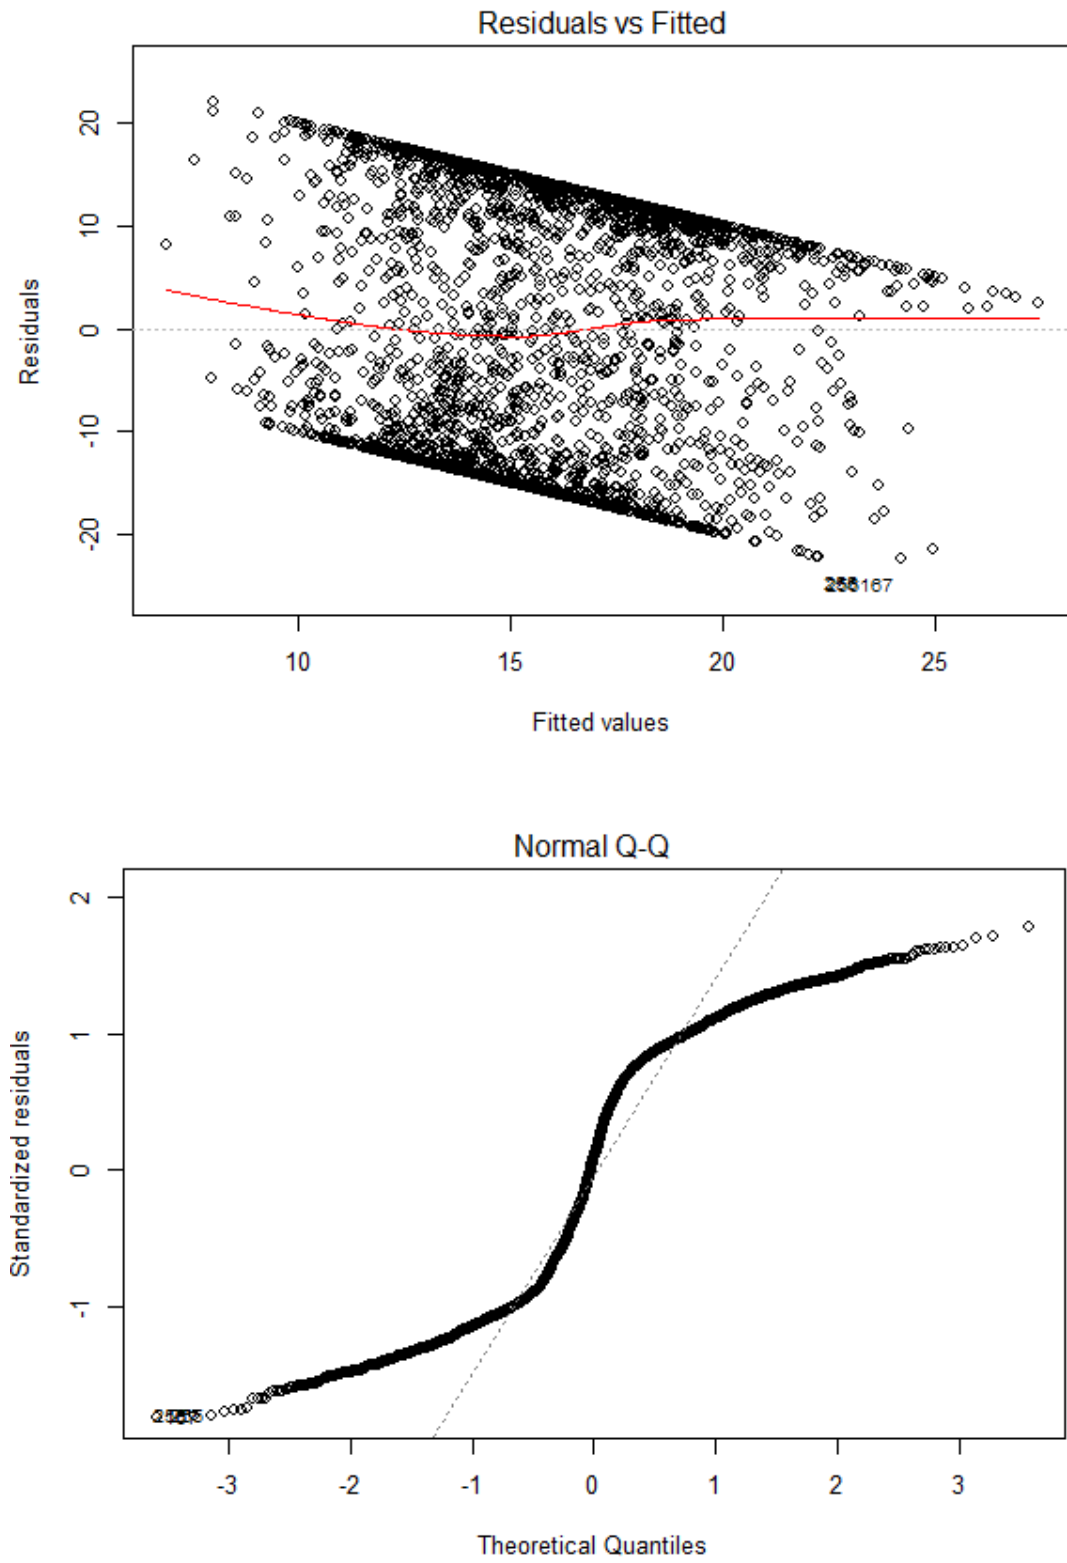 Residuals vs Fitted
20
10
0
-10
-20
Residuals
10 15 20 25
Fitted values
Normal Q-Q
2
1
0
-1
Standardized residuals
-3 -2 -1 0 1 2 3
Theoretical Quantiles